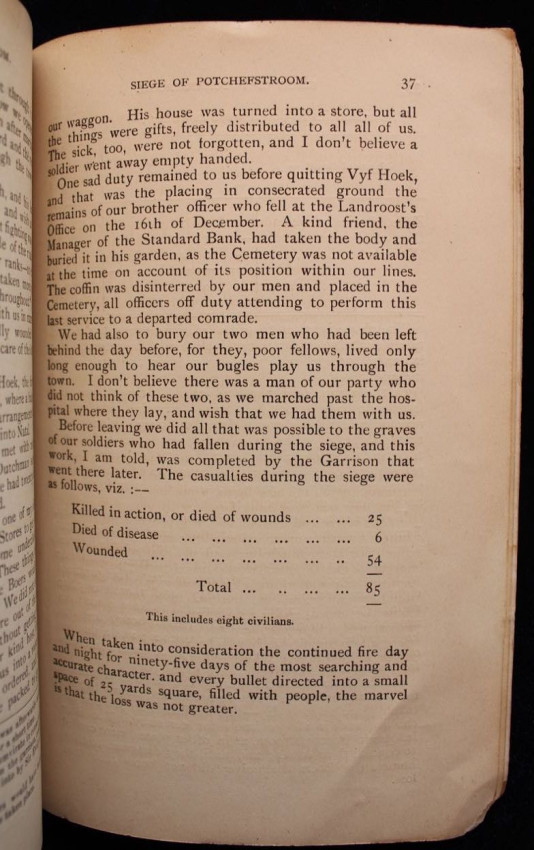 SIEGE OF POTCHEFSTROOM. 37
our waggon. His house was turned into a store, but all
the things were gifts, freely distributed to all all of us.
The sick, too, were not forgotten, and I don't believe a
soldier went away empty handed.
One sad duty remained to us before quitting Vyf Hoek,
and that was the placing in consecrated ground the
remains of our brother officer who fell at the Landroost's
Office on the 16th of December. A kind friend, the
Manager of the Standard Bank, had taken the body and
buried it in his garden, as the Cemetery was not available
at the time on account of its position within our lines.
The coffin was disinterred by our men and placed in the
Cemetery, all officers off duty attending to perform this
last service to a departed comrade.
We had also to bury our two men who had been left
behind the day before, for they, poor fellows, lived only
long enough to hear our bugles play us through the
town. I don't believe there was a man of our party who
did not think of these two, as we marched past the hos-
pital where they lay, and wish that we had them with us.
Before leaving we did all that was possible to the graves
of our soldiers who had fallen during the siege, and this
work, I am told, was completed by the Garrison that
went there later. The casualties during the siege were
as follows, viz. :—
Killed in action, or died of wounds ... ... 25
Died of disease ... ... ... ... ... ... 6
Wounded ... ... ... ... ... ... .. 54
Total ... .. ... ... 85
This includes eight civilians.
When taken into consideration the continued fire day
and night for ninety-five days of the most searching and
accurate character. and every bullet directed into a small
space of 25 yards square, filled with people, the marvel
is that the loss was not greater.